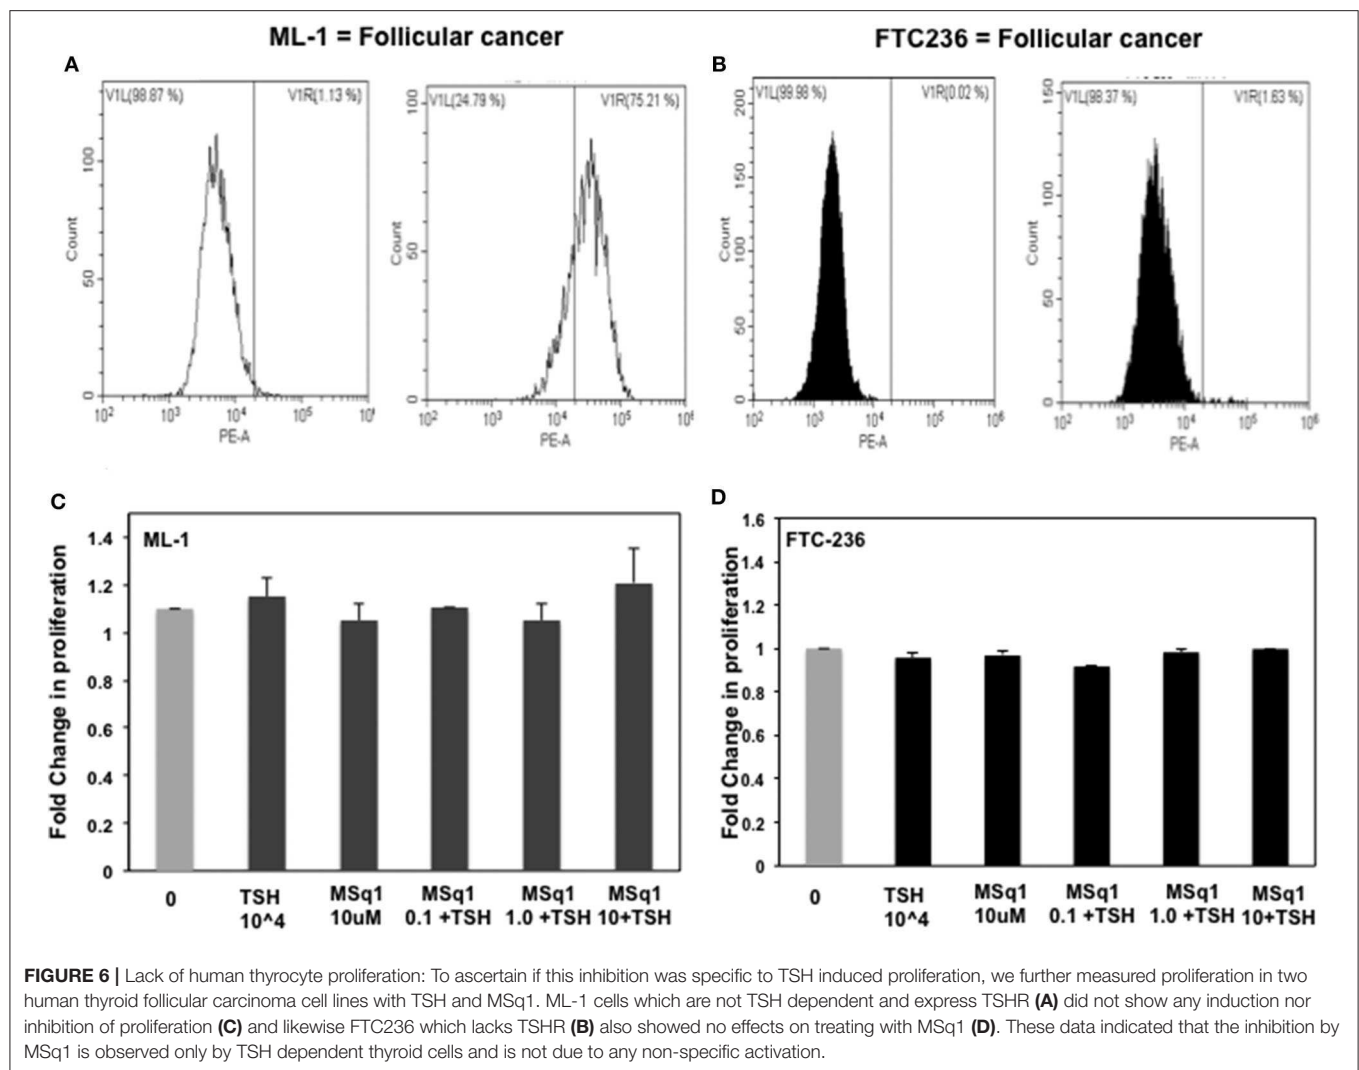 ML-1 = Follicular cancer
FTC236 = Follicular cancer
A
V1L(98.87 %)
V1R(1.13 %)
Count
0
50
100
10²
10³
10⁴
10⁵
PE-A
V1L(24.79 %)
V1R(75.21 %)
Count
0
50
100
10²
10³
10⁴
10⁵
10⁶
PE-A
B
V1L(99.98 %)
V1R(0.02 %)
Count
0
50
100
150
200
10²
10³
10⁴
10⁵
10⁶
PE-A
V1L(98.37 %)
V1R(1.63 %)
Count
0
50
100
150
10²
10³
10⁴
10⁵
10⁶
PE-A
C
ML-1
Fold Change in proliferation
1.4
1.2
1
0.8
0.6
0.4
0.2
0
0
TSH
10^4
MSq1
10uM
MSq1
0.1 +TSH
MSq1
1.0 +TSH
MSq1
10+TSH
D
FTC-236
Fold Change in proliferation
1.6
1.4
1.2
1
0.8
0.6
0.4
0.2
0
0
TSH
10^4
MSq1
10uM
MSq1
0.1 +TSH
MSq1
1.0 +TSH
MSq1
10+TSH
FIGURE 6 | Lack of human thyrocyte proliferation: To ascertain if this inhibition was specific to TSH induced proliferation, we further measured proliferation in two
human thyroid follicular carcinoma cell lines with TSH and MSq1. ML-1 cells which are not TSH dependent and express TSHR (A) did not show any induction nor
inhibition of proliferation (C) and likewise FTC236 which lacks TSHR (B) also showed no effects on treating with MSq1 (D). These data indicated that the inhibition by
MSq1 is observed only by TSH dependent thyroid cells and is not due to any non-specific activation.